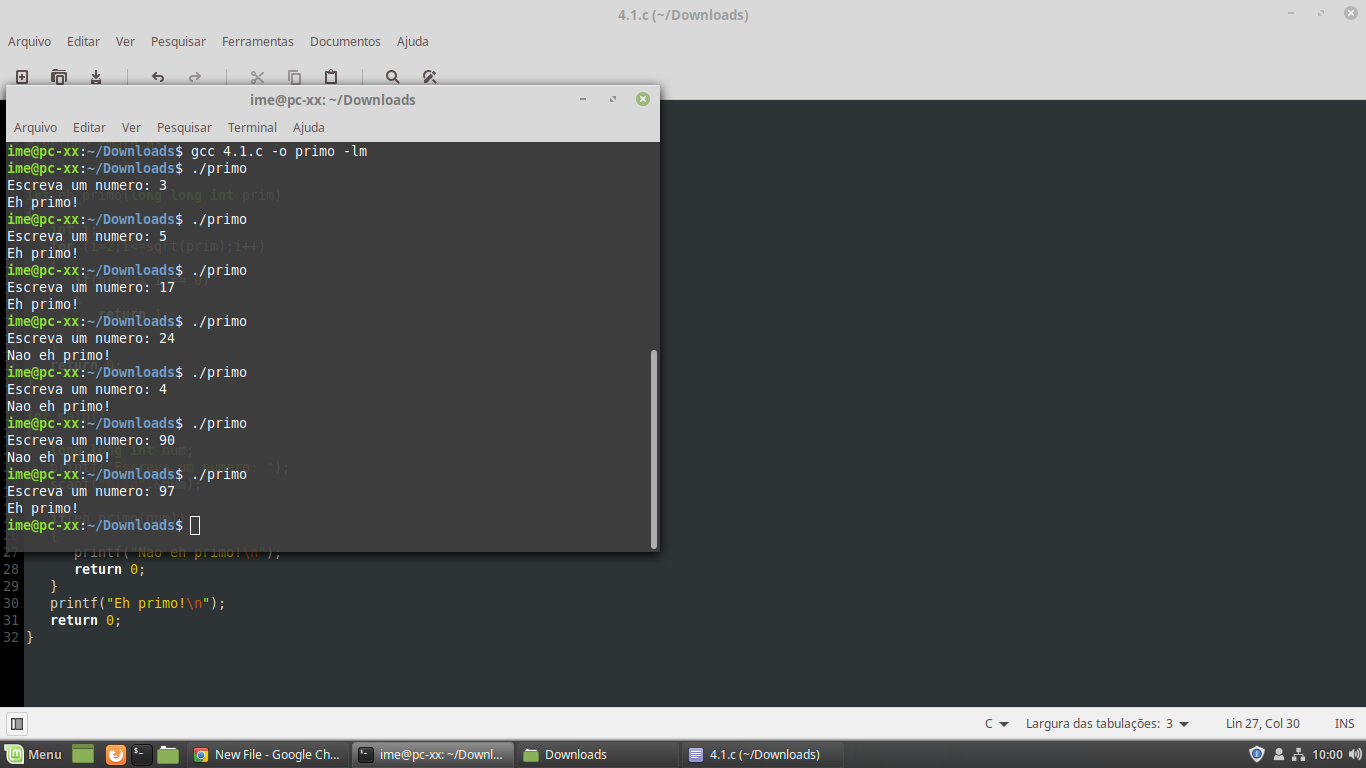 4.1.c (~/Downloads)
Arquivo Editar Ver Pesquisar Ferramentas Documentos Ajuda
ime@pc-xx: ~/Downloads
Arquivo Editar Ver Pesquisar Terminal Ajuda
ime@pc-xx:~/Downloads$ gcc 4.1.c -o primo -lm
ime@pc-xx:~/Downloads$ ./primo
Escreva um numero: 3
Eh primo!
ime@pc-xx:~/Downloads$ ./primo
Escreva um numero: 5
Eh primo!
ime@pc-xx:~/Downloads$ ./primo
Escreva um numero: 17
Eh primo!
ime@pc-xx:~/Downloads$ ./primo
Escreva um numero: 24
Nao eh primo!
ime@pc-xx:~/Downloads$ ./primo
Escreva um numero: 4
Nao eh primo!
ime@pc-xx:~/Downloads$ ./primo
Escreva um numero: 90
Nao eh primo!
ime@pc-xx:~/Downloads$ ./primo
Escreva um numero: 97
Eh primo!
ime@pc-xx:~/Downloads$
27 printf("Nao eh primo!\n");
28 return 0;
29 }
30 printf("Eh primo!\n");
31 return 0;
32 }
C Largura das tabulações: 3 Lin 27, Col 30 INS
Menu New File - Google Ch... ime@pc-xx: ~/Downl... Downloads 4.1.c (~/Downloads) 10:00